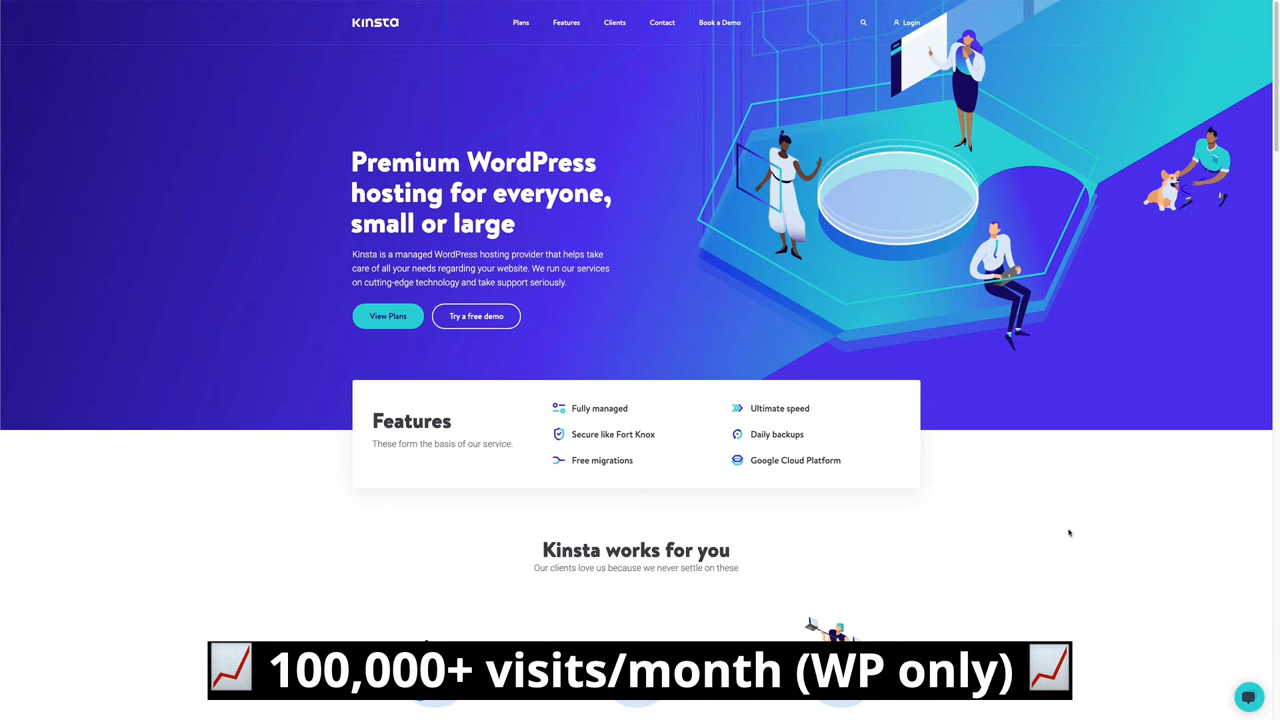 Kinsta
Plans
Features
Clients
Contact
Book a Demo
Login
Premium WordPress
hosting for everyone,
small or large
Kinsta is a managed WordPress hosting provider that helps take
care of all your needs regarding your website. We run our services
on cutting-edge technology and take support seriously.
View Plans
Try a free demo
Features
These form the basis of our service.
Fully managed
Ultimate speed
Secure like Fort Knox
Daily backups
Free migrations
Google Cloud Platform
Kinsta works for you
Our clients love us because we never settle on these
100,000+ visits/month (WP only)